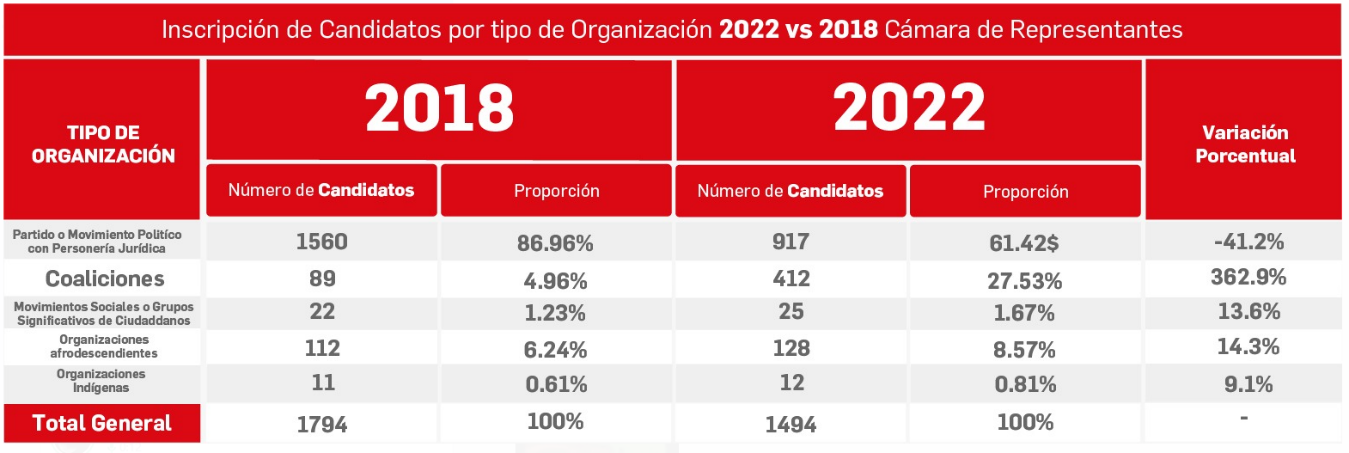 Inscripción de Candidatos por tipo de Organización 2022 vs 2018 Cámara de Representantes
TIPO DE
ORGANIZACIÓN
2018
2022
Variación
Porcentual
Número de Candidatos
Proporción
Número de Candidatos
Proporción
Partido o Movimiento Politíco
con Personería Jurídica
1560
86.96%
917
61.42$
-41.2%
Coaliciones
89
4.96%
412
27.53%
362.9%
Movimientos Sociales o Grupos
Significativos de Ciudaddanos
22
1.23%
25
1.67%
13.6%
Organizaciones
afrodescendientes
112
6.24%
128
8.57%
14.3%
Organizaciones
Indígenas
11
0.61%
12
0.81%
9.1%
Total General
1794
100%
1494
100%
-